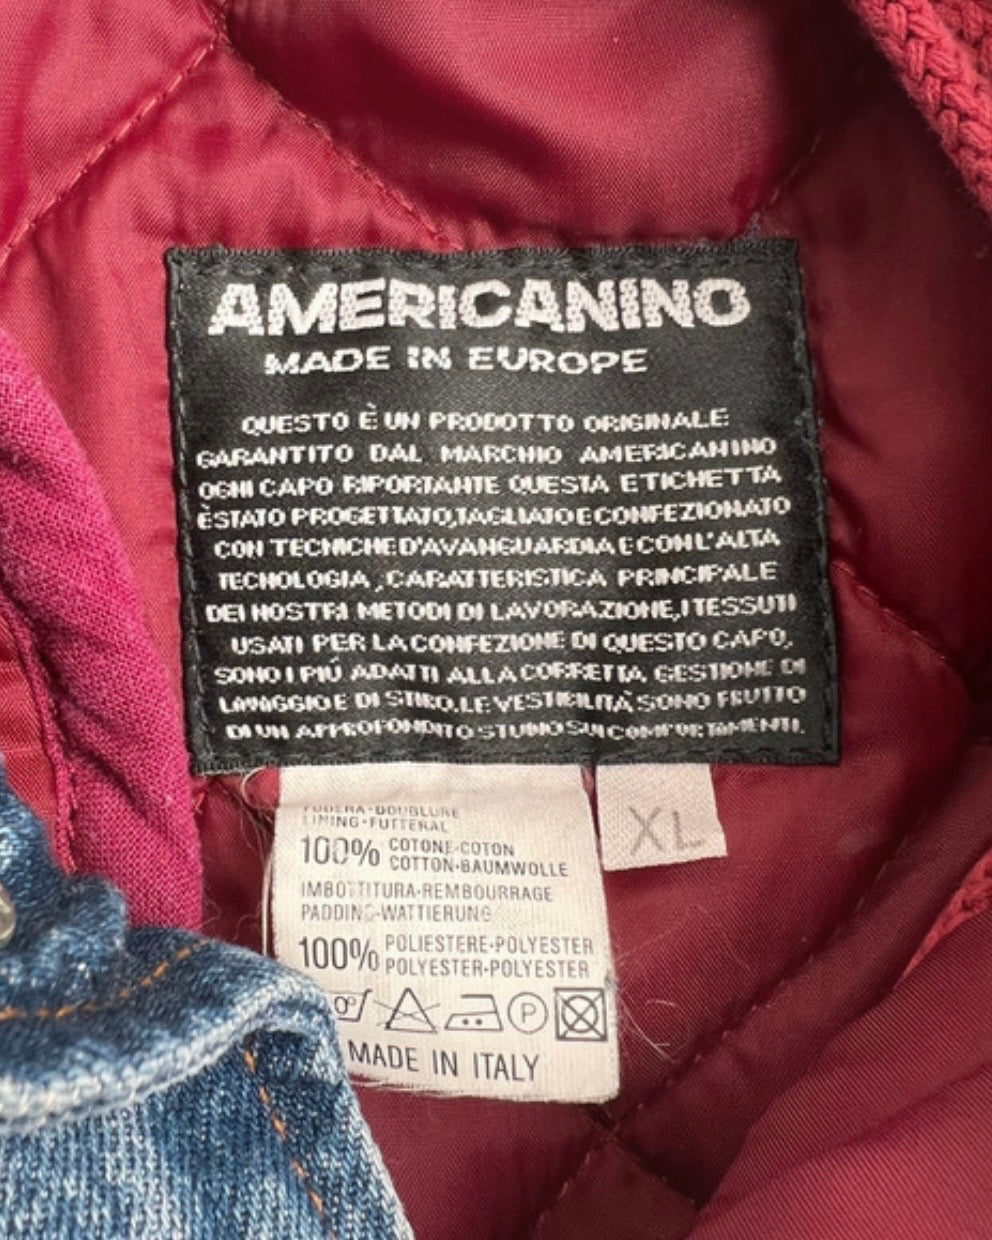 AMERICANINO
MADE IN EUROPE
QUESTO È UN PRODOTTO ORIGINALE
GARANTITO DAL MARCHIO AMERICANINO
OGNI CAPO RIPORTANTE QUESTA ETICHETTA
È STATO PROGETTATO, TAGLIATO E CONFEZIONATO
CON TECNICHE D'AVANGUARDIA E CON L'ALTA
TECNOLOGIA, CARATTERISTICA PRINCIPALE
DEI NOSTRI METODI DI LAVORAZIONE, I TESSUTI
USATI PER LA CONFEZIONE DI QUESTO CAPO,
SONO I PIÚ ADATTI ALLA CORRETTA GESTIONE DI
LAVAGGIO E DI STIRO. LE VESTIBILITÀ SONO FRUTTO
DI UN APPROFONDITO STUDIO SUI COMPORTAMENTI.
FODERA-DOUBLURE
LINING-FUTTERAL
100% COTONE-COTON
COTTON-BAUMWOLLE
IMBOTTITURA-REMBOURRAGE
PADDING-WATTIERUNG
100% POLIESTERE-POLYESTER
POLYESTER-POLYESTER
P
MADE IN ITALY
XL